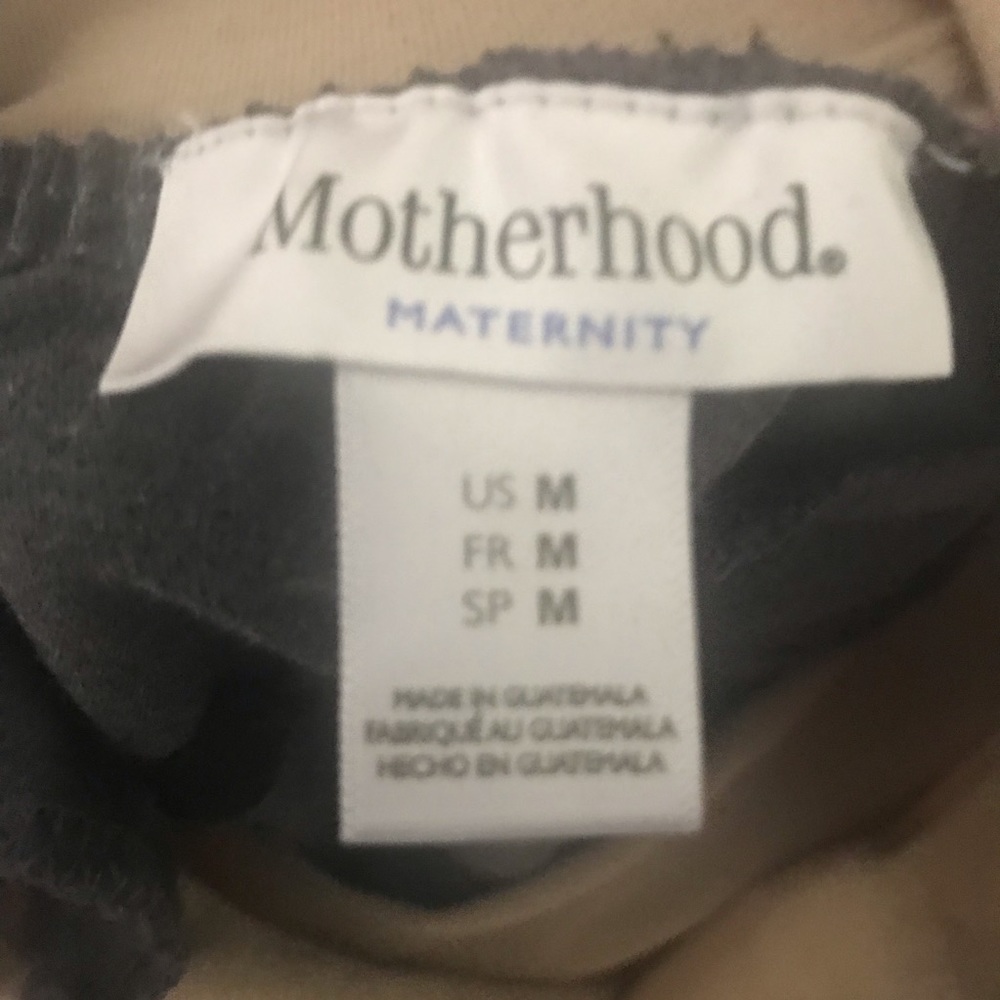 Motherhood®
MATERNITY
US M
FR M
SP M
MADE IN GUATEMALA
FABRIQUÉ AU GUATEMALA
HECHO EN GUATEMALA